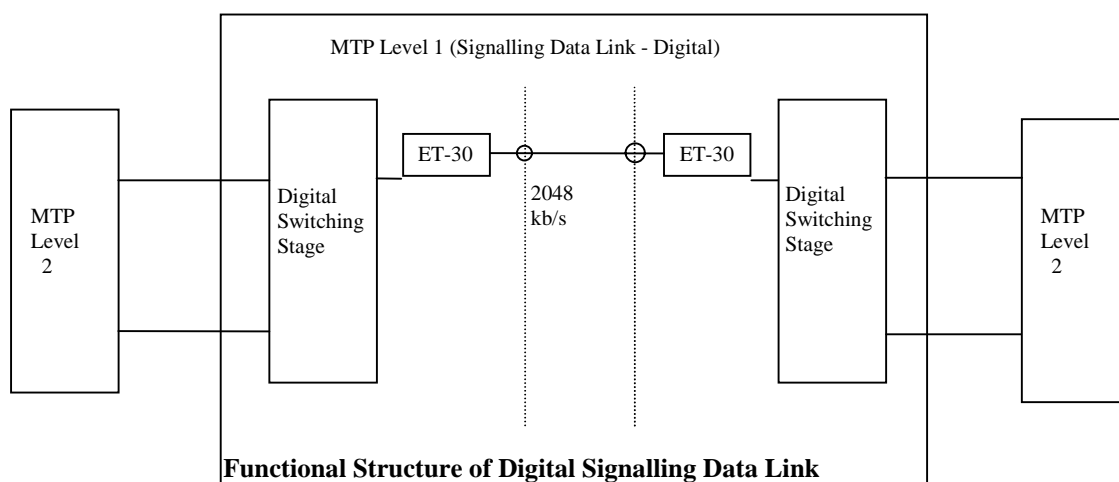 MTP Level 1 (Signalling Data Link - Digital)
MTP
Level
2
Digital
Switching
Stage
ET-30
2048
kb/s
ET-30
Digital
Switching
Stage
MTP
Level
2
Functional Structure of Digital Signalling Data Link